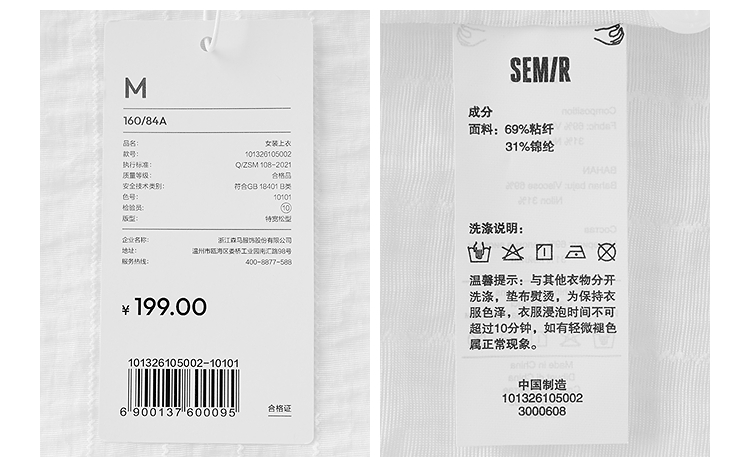 M
160/84A
品名： 女装上衣
款号： 101326105002
执行标准： Q/ZSM 108-2021
质量等级： 合格品
安全技术类别： 符合GB 18401 B类
色号： 10101
检验员： 10
版型： 特宽松型
企业名称： 浙江森马服饰股份有限公司
地址： 温州市瓯海区娄桥工业园南汇路98号
服务热线： 400-8877-588
¥ 199.00
101326105002-10101
6 900137 600095
合格证
SEMIR
成分
面料：69%粘纤
31%锦纶
洗涤说明：
温馨提示：与其他衣物分开
洗涤，垫布熨烫，为保持衣
服色泽，衣服浸泡时间不可
超过10分钟，如有轻微褪色
属正常现象。
中国制造
101326105002
3000608